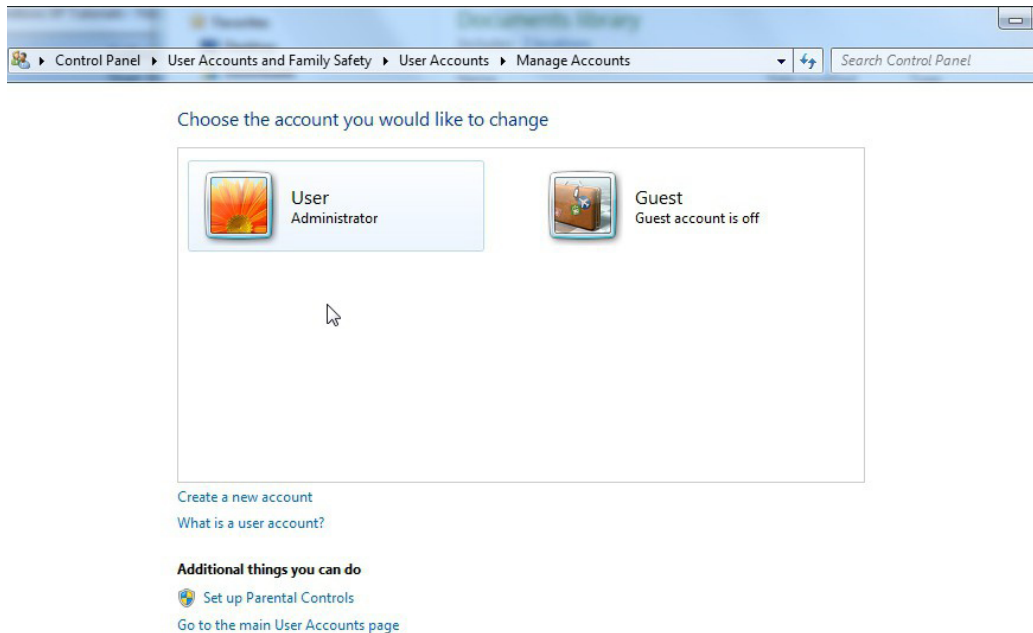 Documents library
Control Panel ▸ User Accounts and Family Safety ▸ User Accounts ▸ Manage Accounts
Search Control Panel
Choose the account you would like to change
User
Administrator
Guest
Guest account is off
Create a new account
What is a user account?
Additional things you can do
Set up Parental Controls
Go to the main User Accounts page